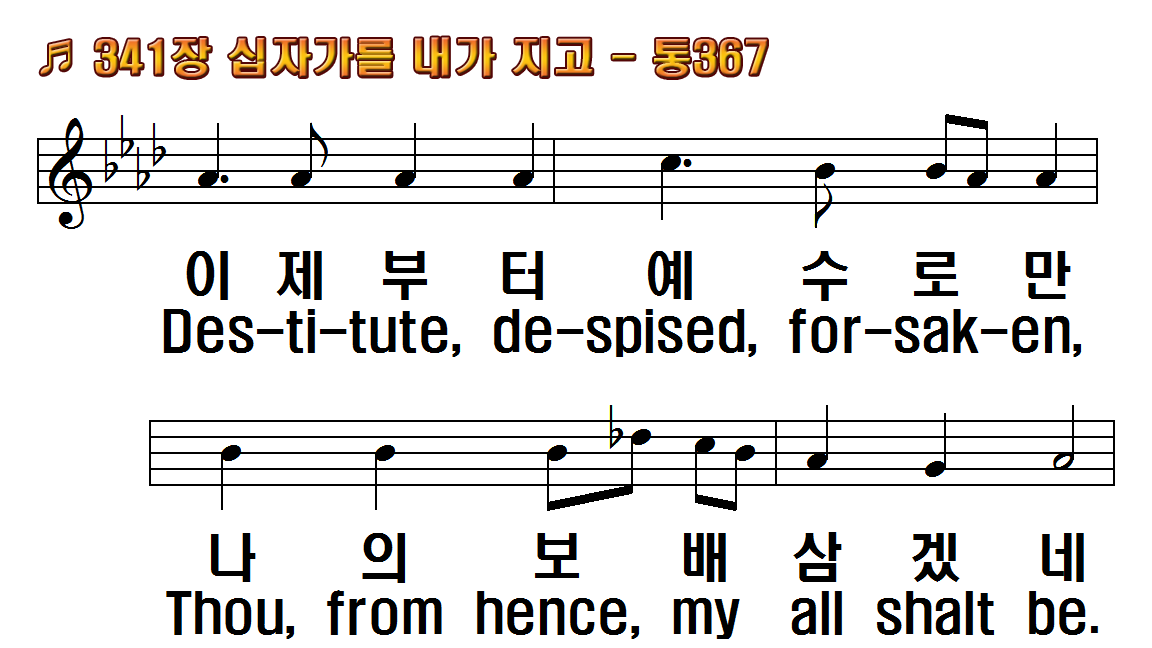 ♬ 341장 십자가를 내가 지고 - 통367
이 제 부 터 예 수 로 만
Des-ti-tute, de-spised, for-sak-en,
나 의 보 배 삼 겠 네
Thou, from hence, my all shalt be.